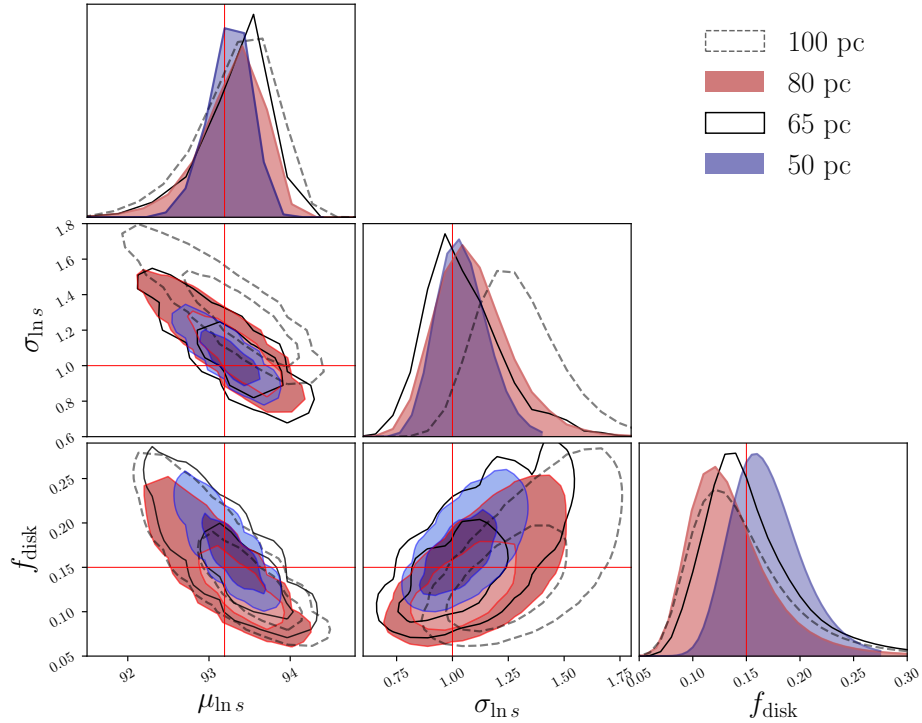 100 pc
80 pc
65 pc
50 pc
1.8
1.6
1.4
1.2
1.0
0.8
0.6
σ_{ln s}
0.25
0.20
0.15
0.10
0.05
f_{disk}
92 93 94
μ_{ln s}
0.75 1.00 1.25 1.50 1.75
σ_{ln s}
0.05 0.10 0.15 0.20 0.25 0.30
f_{disk}